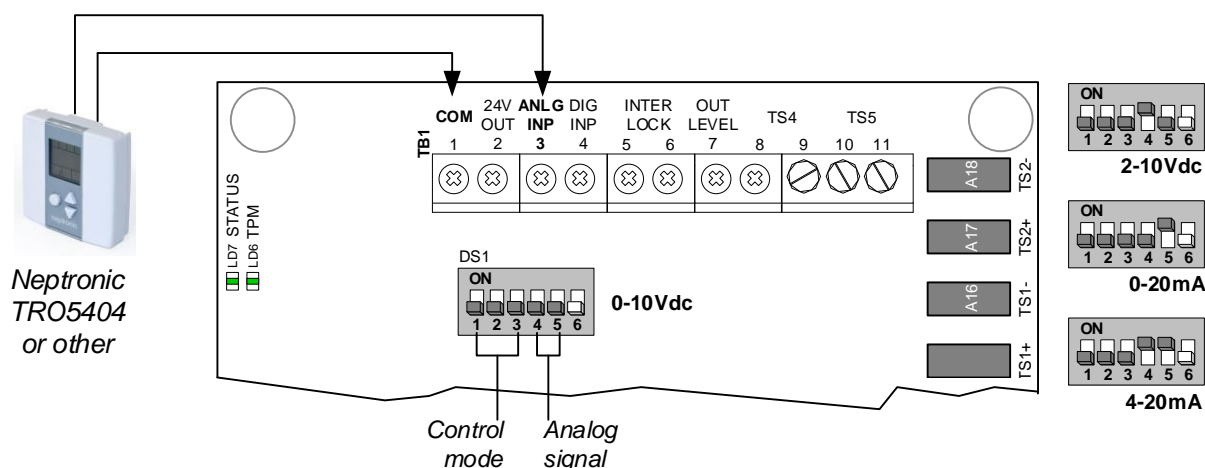 COM
24V
OUT
ANLG
INP
DIG
INP
INTER
LOCK
OUT
LEVEL
TS4
TS5
TB1
1 2 3 4 5 6 7 8 9 10 11
LD7 STATUS
LD6 TPM
neptronic
Neptronic
TRO5404
or other
DS1
ON
1 2 3 4 5 6
0-10Vdc
Control
mode
Analog
signal
A18
TS2-
A17
TS2+
A16
TS1-
TS1+
ON
1 2 3 4 5 6
2-10Vdc
ON
1 2 3 4 5 6
0-20mA
ON
1 2 3 4 5 6
4-20mA